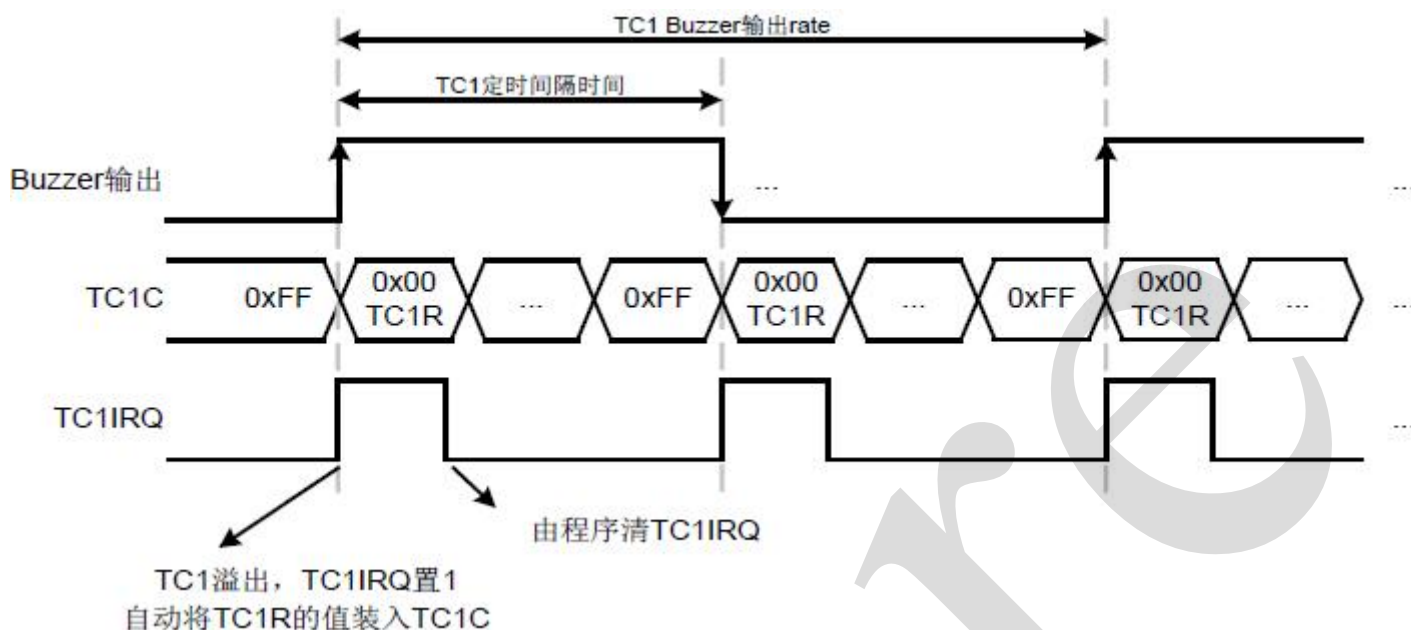 TC1 Buzzer输出rate
TC1定时间隔时间
Buzzer输出
...
...
TC1C
0xFF
0x00
TC1R
...
0xFF
0x00
TC1R
...
0xFF
0x00
TC1R
...
...
TC1IRQ
...
由程序清TC1IRQ
TC1溢出，TC1IRQ置1
自动将TC1R的值装入TC1C
re